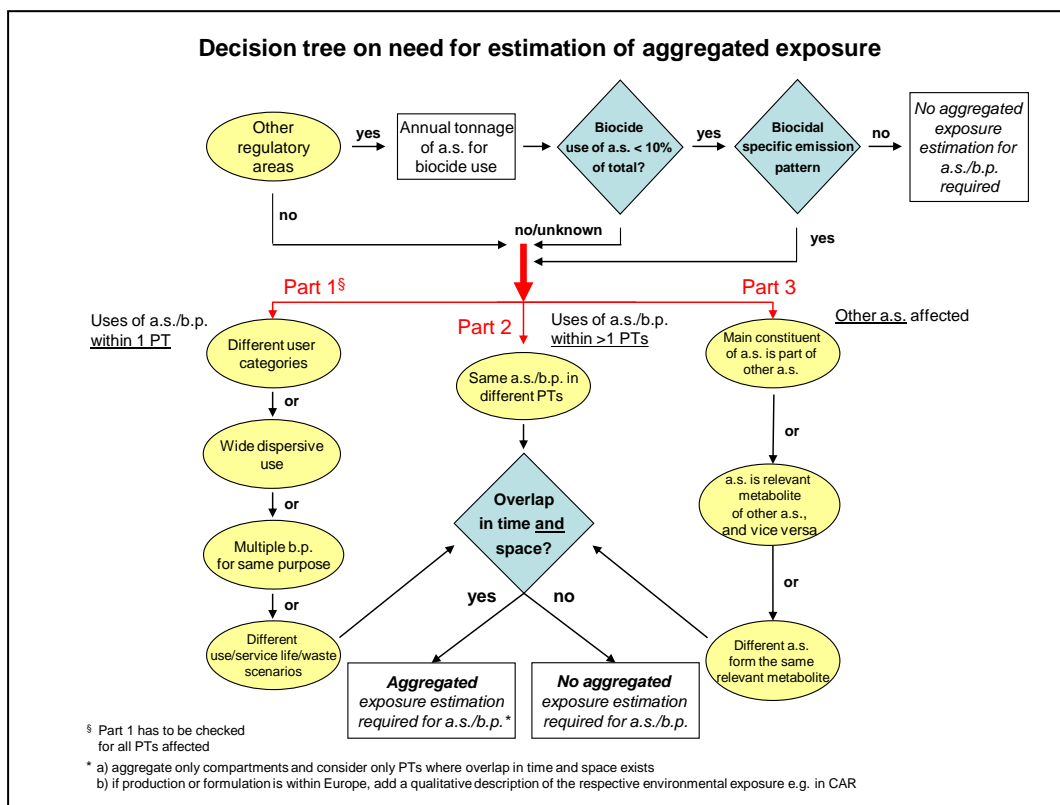 Decision tree on need for estimation of aggregated exposure
Other
regulatory
areas
yes
Annual tonnage
of a.s. for
biocide use
Biocide
use of a.s. < 10%
of total?
yes
Biocidal
specific emission
pattern
no
No aggregated
exposure
estimation for
a.s./b.p.
required
no
no/unknown
yes
Part 1§
Part 2
Part 3
Uses of a.s./b.p.
within 1 PT
Uses of a.s./b.p.
within >1 PTs
Other a.s. affected
Different user
categories
or
Wide dispersive
use
or
Multiple b.p.
for same purpose
or
Different
use/service life/waste
scenarios
Same a.s./b.p. in
different PTs
Overlap
in time and
space?
yes
no
Aggregated
exposure estimation
required for a.s./b.p.*
No aggregated
exposure estimation
required for a.s./b.p.
Main constituent
of a.s. is part of
other a.s.
or
a.s. is relevant
metabolite
of other a.s.,
and vice versa
or
Different a.s.
form the same
relevant metabolite
§ Part 1 has to be checked
for all PTs affected
* a) aggregate only compartments and consider only PTs where overlap in time and space exists
b) if production or formulation is within Europe, add a qualitative description of the respective environmental exposure e.g. in CAR